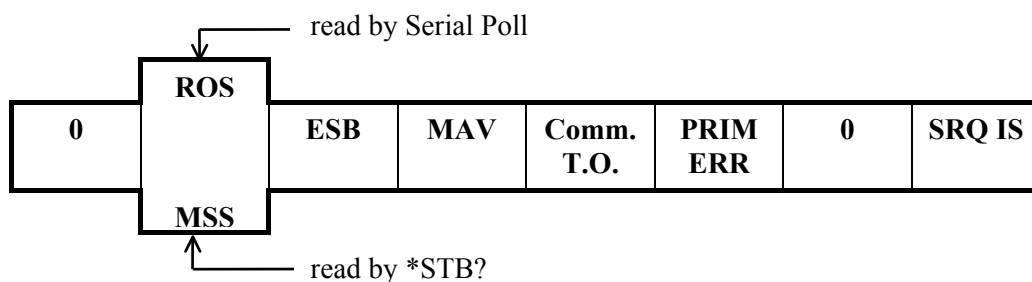 read by Serial Poll
ROS
0 ESB MAV Comm. T.O. PRIM ERR 0 SRQ IS
MSS
read by *STB?